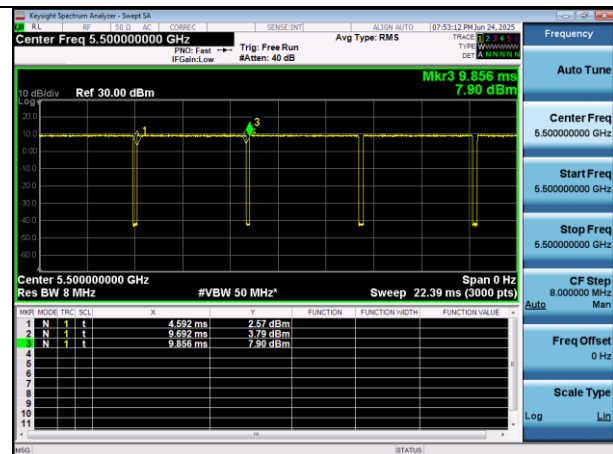 Keysight Spectrum Analyzer - Swept SA
RL RF 50 Ω AC CORREC SENSE:INT ALIGN AUTO 07:53:12 PM Jun 24, 2025
Center Freq 5.500000000 GHz Avg Type: RMS TRACE 1 2 3 4 5 6
PNO: Fast Trig: Free Run TYPE WWWWWW
IFGain:Low #Atten: 40 dB DET A NNNNN
Mkr3 9.856 ms
10 dB/div Ref 30.00 dBm 7.90 dBm
Log
20.0
10.0
0.00
-10.0
-20.0
-30.0
-40.0
-50.0
-60.0
1
3
Center 5.500000000 GHz Span 0 Hz
Res BW 8 MHz #VBW 50 MHz* Sweep 22.39 ms (3000 pts)
MKR MODE TRC SCL X Y FUNCTION FUNCTION WIDTH FUNCTION VALUE
1 N 1 t 4.592 ms 2.57 dBm
2 N 1 t 9.692 ms 3.79 dBm
3 N 1 t 9.856 ms 7.90 dBm
4
5
6
7
8
9
10
11
MSG STATUS
Frequency
Auto Tune
Center Freq
5.500000000 GHz
Start Freq
5.500000000 GHz
Stop Freq
5.500000000 GHz
CF Step
8.000000 MHz
Auto Man
Freq Offset
0 Hz
Scale Type
Log Lin